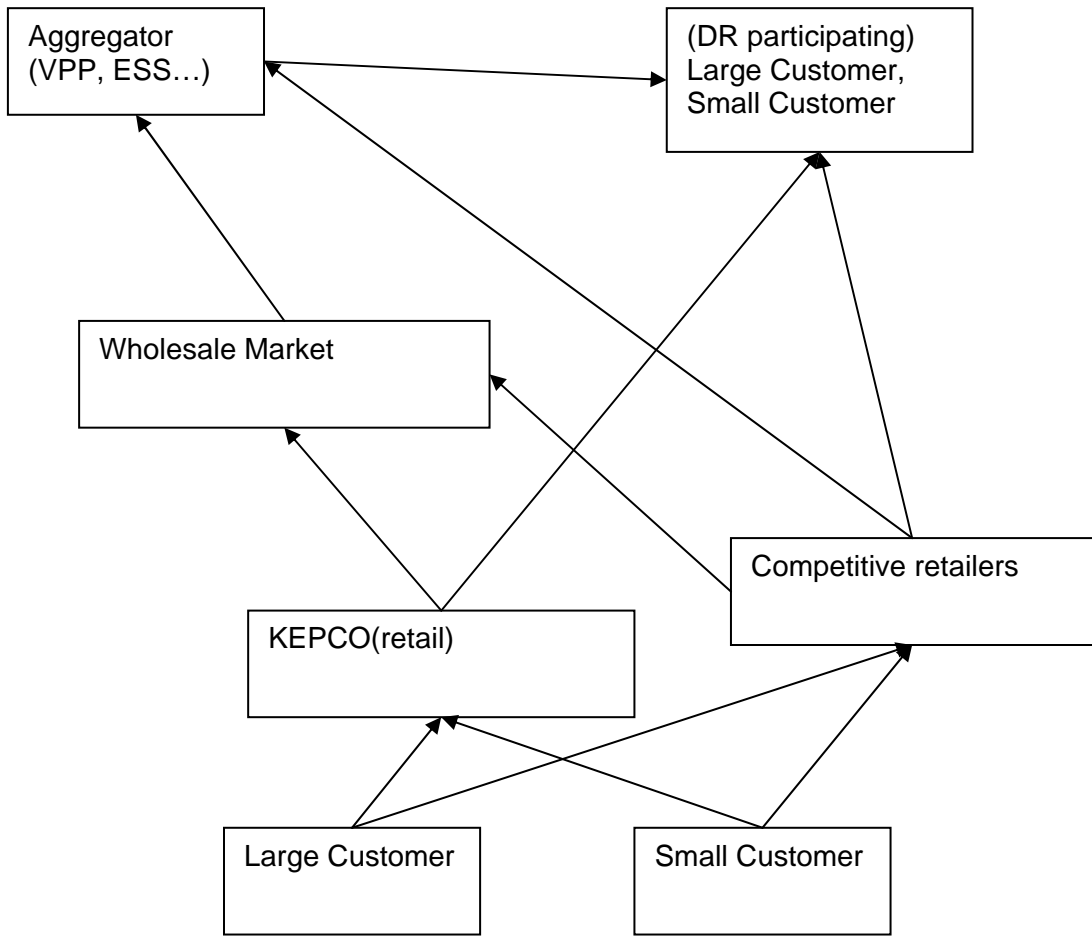 Aggregator
(VPP, ESS…)
(DR participating)
Large Customer,
Small Customer
Wholesale Market
Competitive retailers
KEPCO(retail)
Large Customer
Small Customer